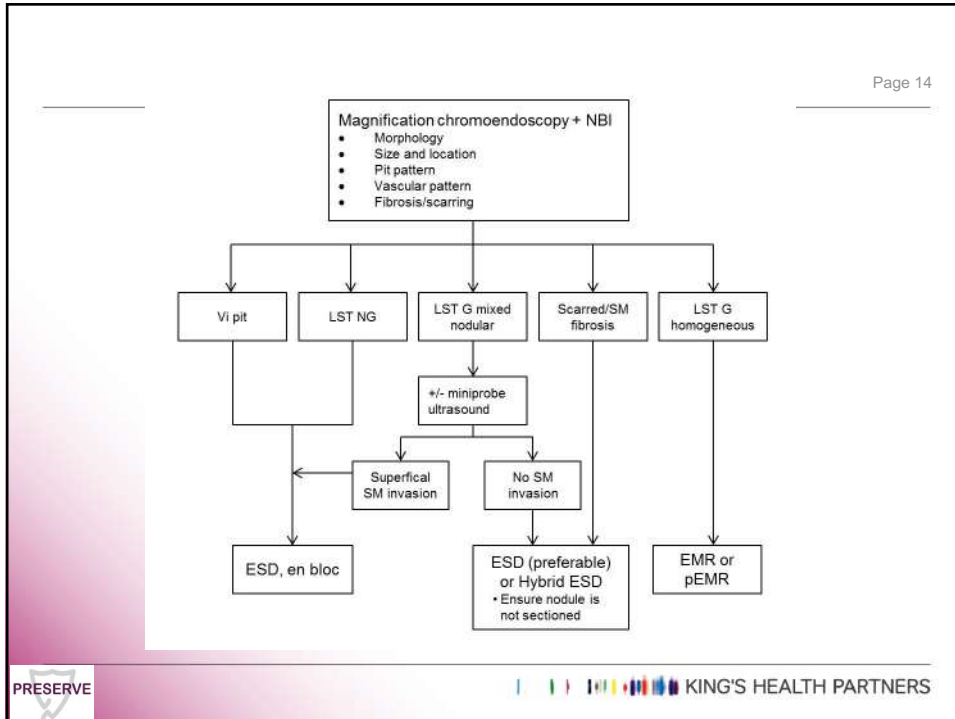 Page 14
Magnification chromoendoscopy + NBI
• Morphology
• Size and location
• Pit pattern
• Vascular pattern
• Fibrosis/scarring
Vi pit
LST NG
LST G mixed
nodular
Scarred/SM
fibrosis
LST G
homogeneous
+/- miniprobe
ultrasound
Superfical
SM invasion
No SM
invasion
ESD, en bloc
ESD (preferable)
or Hybrid ESD
• Ensure nodule is
not sectioned
EMR or
pEMR
PRESERVE
KING'S HEALTH PARTNERS